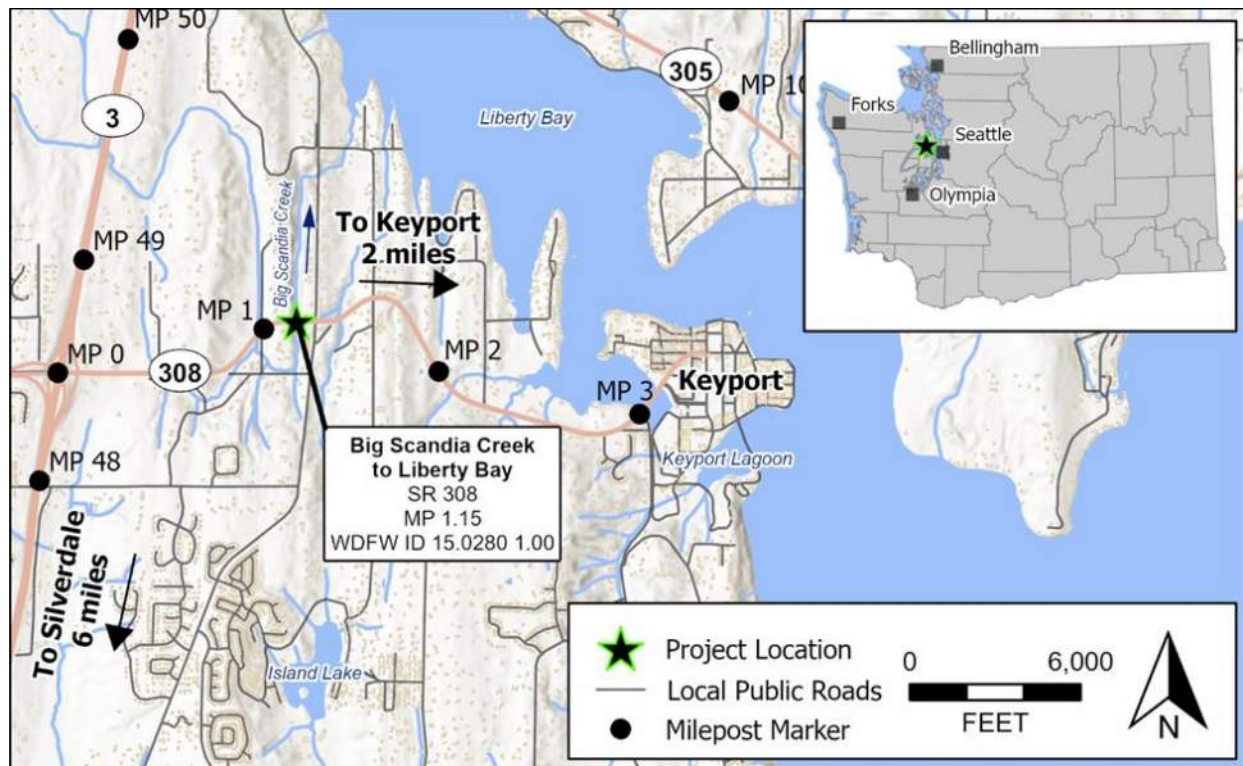 MP 50
3
MP 49
MP 0
308
MP 1
MP 48
Big Scandia Creek
To Keyport
2 miles
Liberty Bay
305
MP 10
MP 2
MP 3
Keyport
Keyport Lagoon
Big Scandia Creek
to Liberty Bay
SR 308
MP 1.15
WDFW ID 15.0280 1.00
To Silverdale
6 miles
Island Lake
Bellingham
Forks
Seattle
Olympia
Project Location
Local Public Roads
Milepost Marker
0
6,000
FEET
N